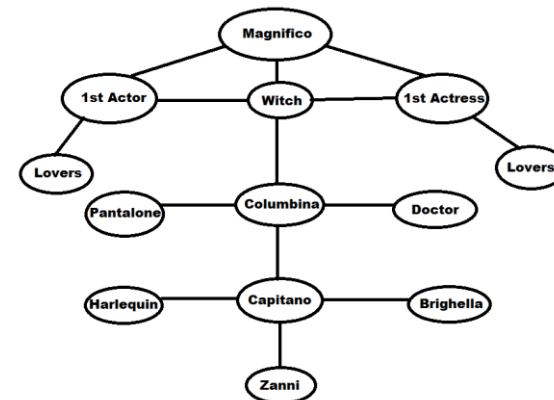 Magnifico
1st Actor
Witch
1st Actress
Lovers
Lovers
Pantalone
Columbina
Doctor
Harlequin
Capitano
Brighella
Zanni